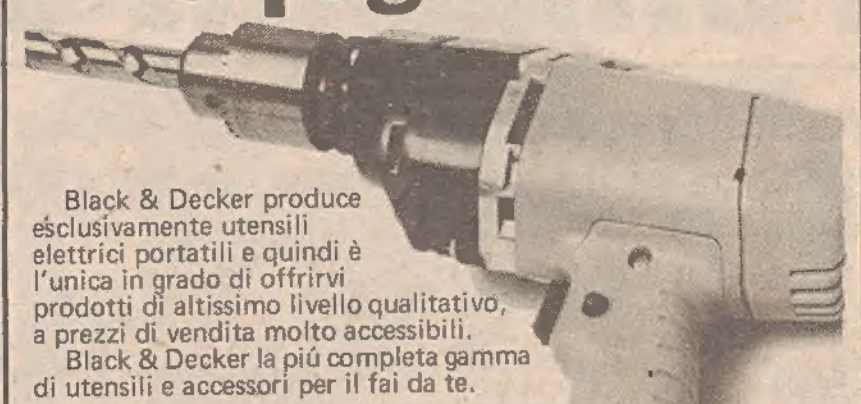 Black & Decker produce
esclusivamente utensili
elettrici portatili e quindi è
l'unica in grado di offrirvi
prodotti di altissimo livello qualitativo,
a prezzi di vendita molto accessibili.
Black & Decker la piú completa gamma
di utensili e accessori per il fai da te.